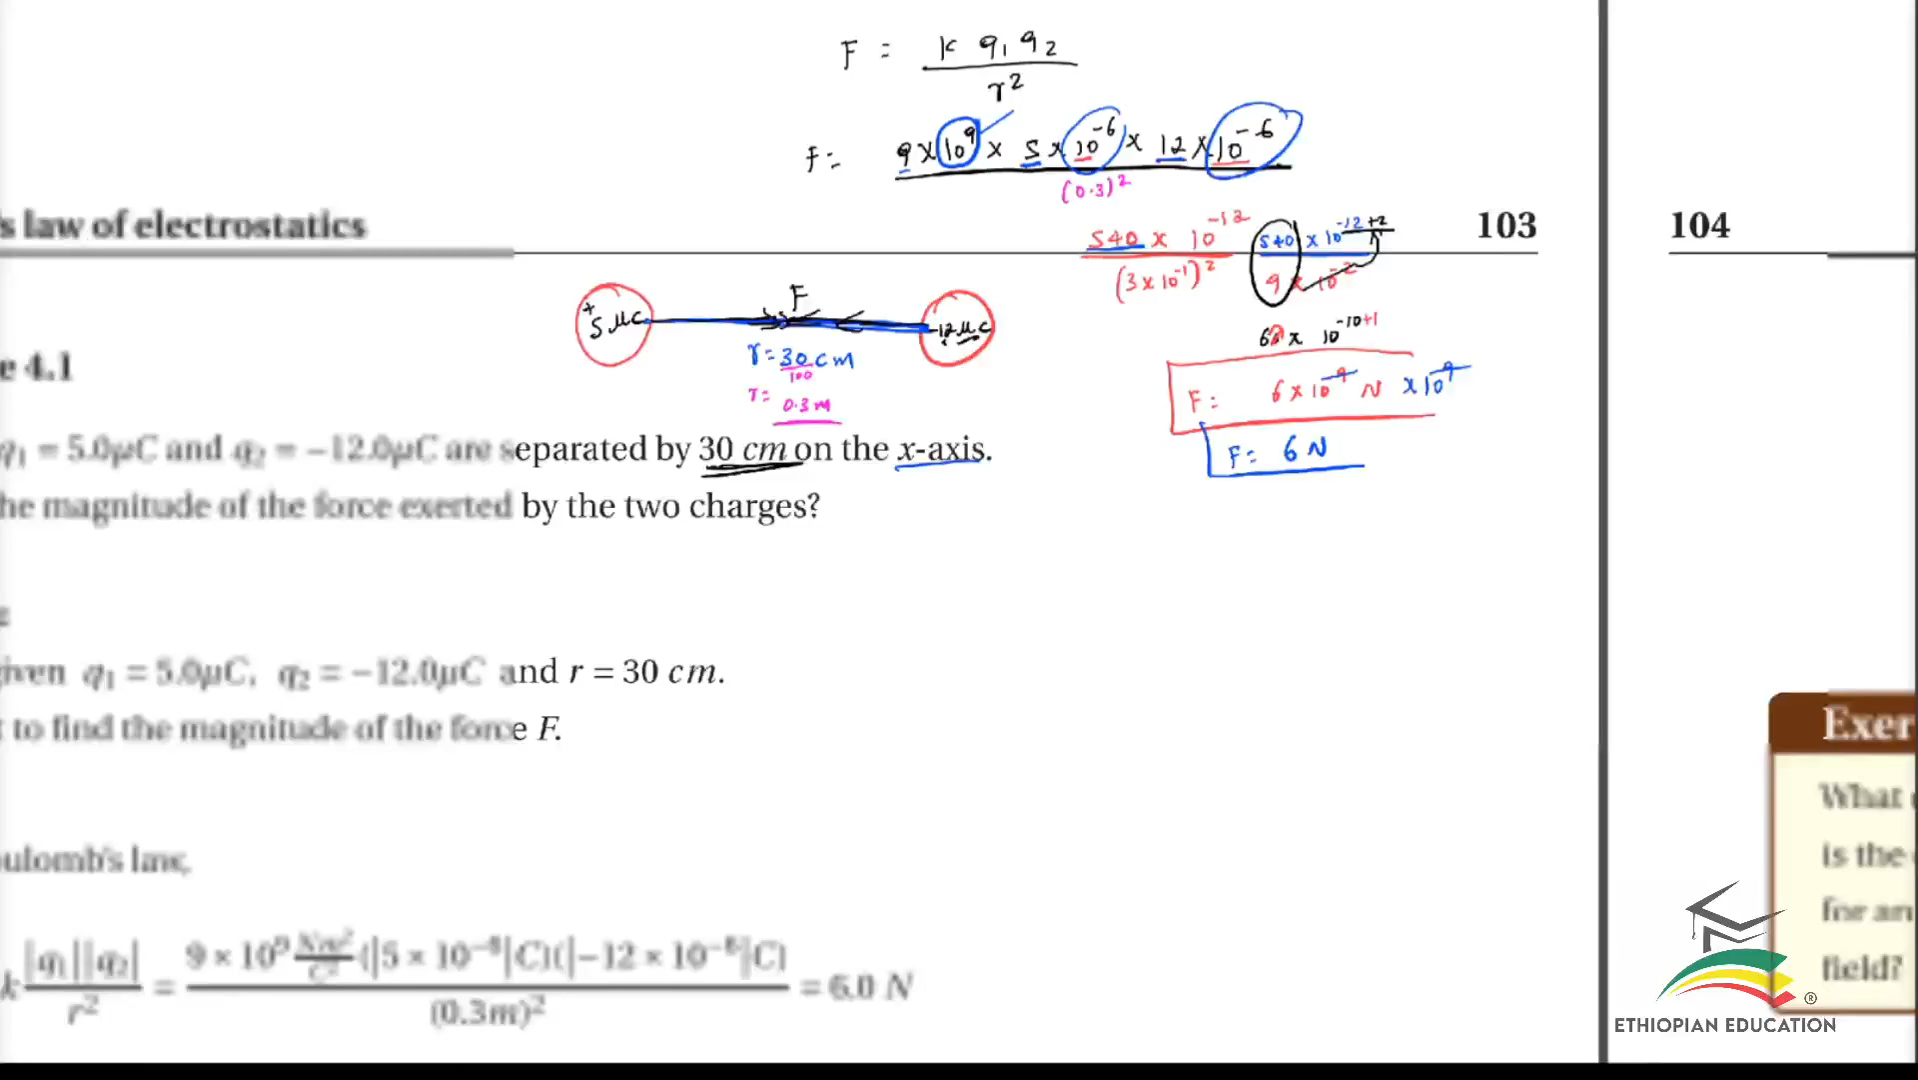 F = k q₁ q₂
r²
F = 9 × 10⁹ × 5 × 10⁻⁶ × 12 × 10⁻⁶
(0.3)²
's law of electrostatics
103
104
540 × 10⁻¹²
(3 × 10⁻¹)²
540 × 10⁻¹² ⁺²
9 × 10⁻²
60 × 10⁻¹⁰⁺¹
F = 6 × 10⁻⁹ N × 10⁹
F = 6 N
+5 μC
F
-12 μC
r = 30 cm
100
r = 0.3 m
e 4.1
q₁ = 5.0μC and q₂ = −12.0μC are separated by 30 cm on the x-axis.
he magnitude of the force exerted by the two charges?
given q₁ = 5.0μC, q₂ = −12.0μC and r = 30 cm.
to find the magnitude of the force F.
oulomb's law,
k |q₁||q₂| / r² = 9 × 10⁹ Nm²/C² (|5 × 10⁻⁶|C)(|−12 × 10⁻⁶|C) / (0.3m)² = 6.0 N
Exer
What
is the
for an
field?
®
ETHIOPIAN EDUCATION